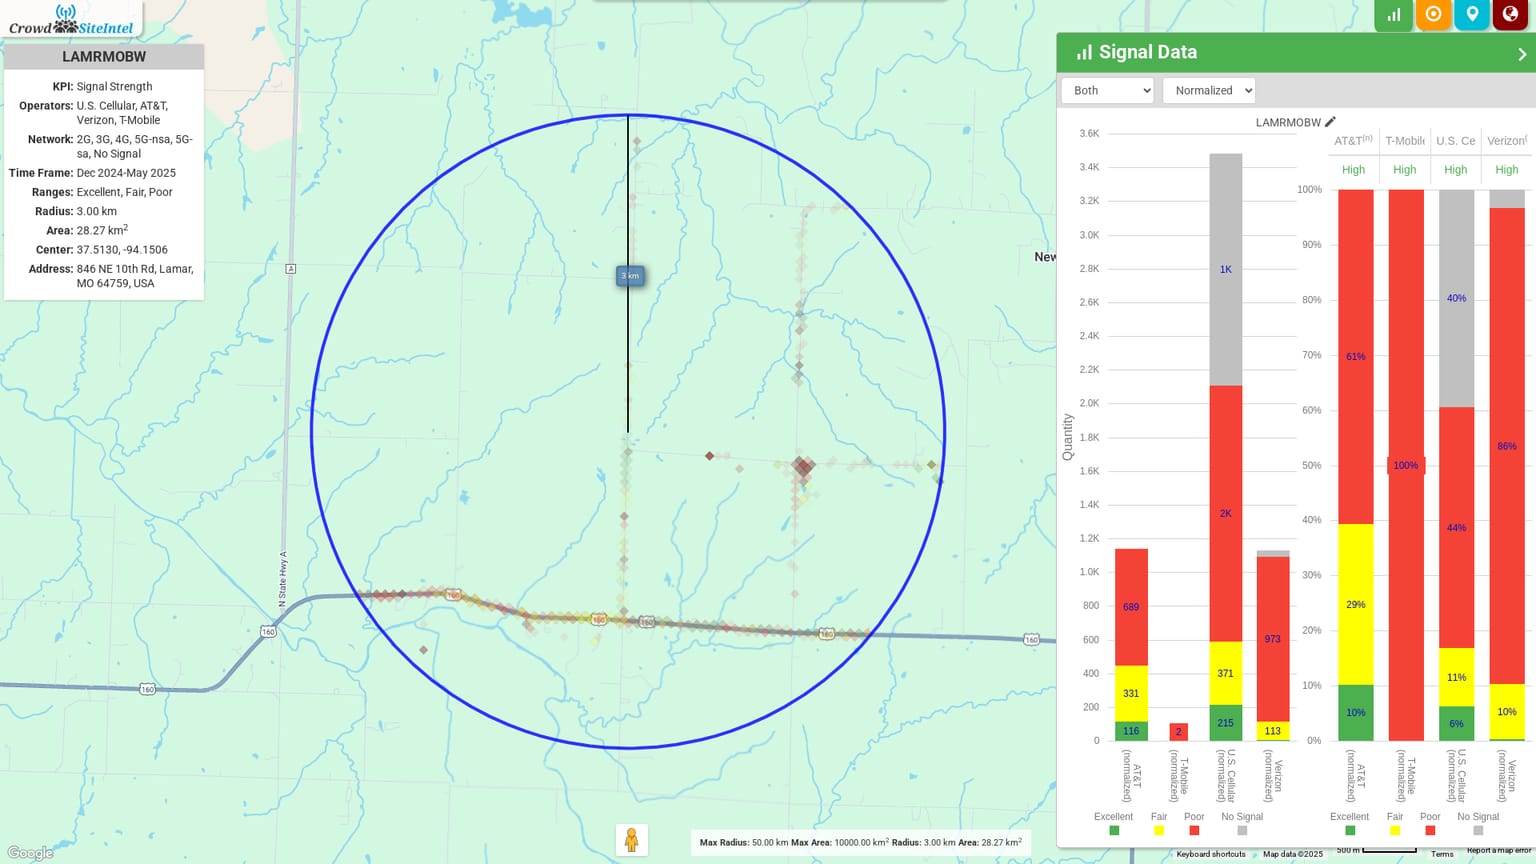 Crowd SiteIntel
LAMRMOBW
KPI: Signal Strength
Operators: U.S. Cellular, AT&T,
Verizon, T-Mobile
Network: 2G, 3G, 4G, 5G-nsa, 5G-
sa, No Signal
Time Frame: Dec 2024-May 2025
Ranges: Excellent, Fair, Poor
Radius: 3.00 km
Area: 28.27 km²
Center: 37.5130, -94.1506
Address: 846 NE 10th Rd, Lamar,
MO 64759, USA
A
3 km
New
N State Hwy A
160
160
160
160
160
160
160
Google
Max Radius: 50.00 km Max Area: 10000.00 km² Radius: 3.00 km Area: 28.27 km²
Signal Data
Both
Normalized
LAMRMOBW
Quantity
3.6K
3.4K
3.2K
3.0K
2.8K
2.6K
2.4K
2.2K
2.0K
1.8K
1.6K
1.4K
1.2K
1.0K
800
600
400
200
0
689
331
116
2
1K
2K
371
215
973
113
AT&T (normalized)
T-Mobile (normalized)
U.S. Cellular (normalized)
Verizon (normalized)
Excellent
Fair
Poor
No Signal
AT&T(n)
T-Mobile
U.S. Ce
Verizon(
High
High
High
High
100%
90%
80%
70%
60%
50%
40%
30%
20%
10%
0%
61%
29%
10%
100%
40%
44%
11%
6%
86%
10%
AT&T (normalized)
T-Mobile (normalized)
U.S. Cellular (normalized)
Verizon (normalized)
Excellent
Fair
Poor
No Signal
Keyboard shortcuts
Map data ©2025
500 m
Terms
Report a map error